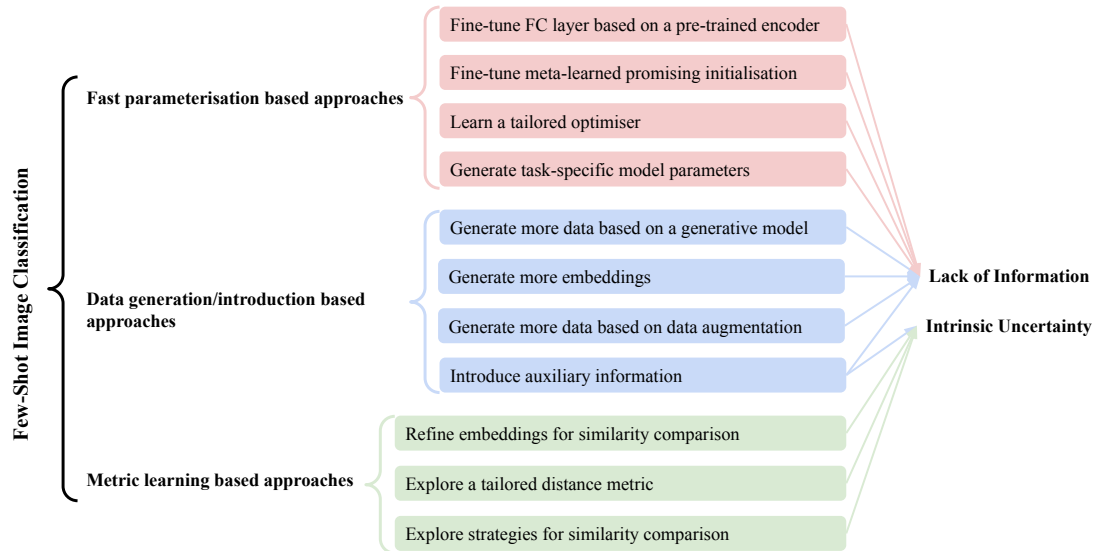 Few-Shot Image Classification
Fast parameterisation based approaches
Fine-tune FC layer based on a pre-trained encoder
Fine-tune meta-learned promising initialisation
Learn a tailored optimiser
Generate task-specific model parameters
Data generation/introduction based
approaches
Generate more data based on a generative model
Generate more embeddings
Generate more data based on data augmentation
Introduce auxiliary information
Metric learning based approaches
Refine embeddings for similarity comparison
Explore a tailored distance metric
Explore strategies for similarity comparison
Lack of Information
Intrinsic Uncertainty